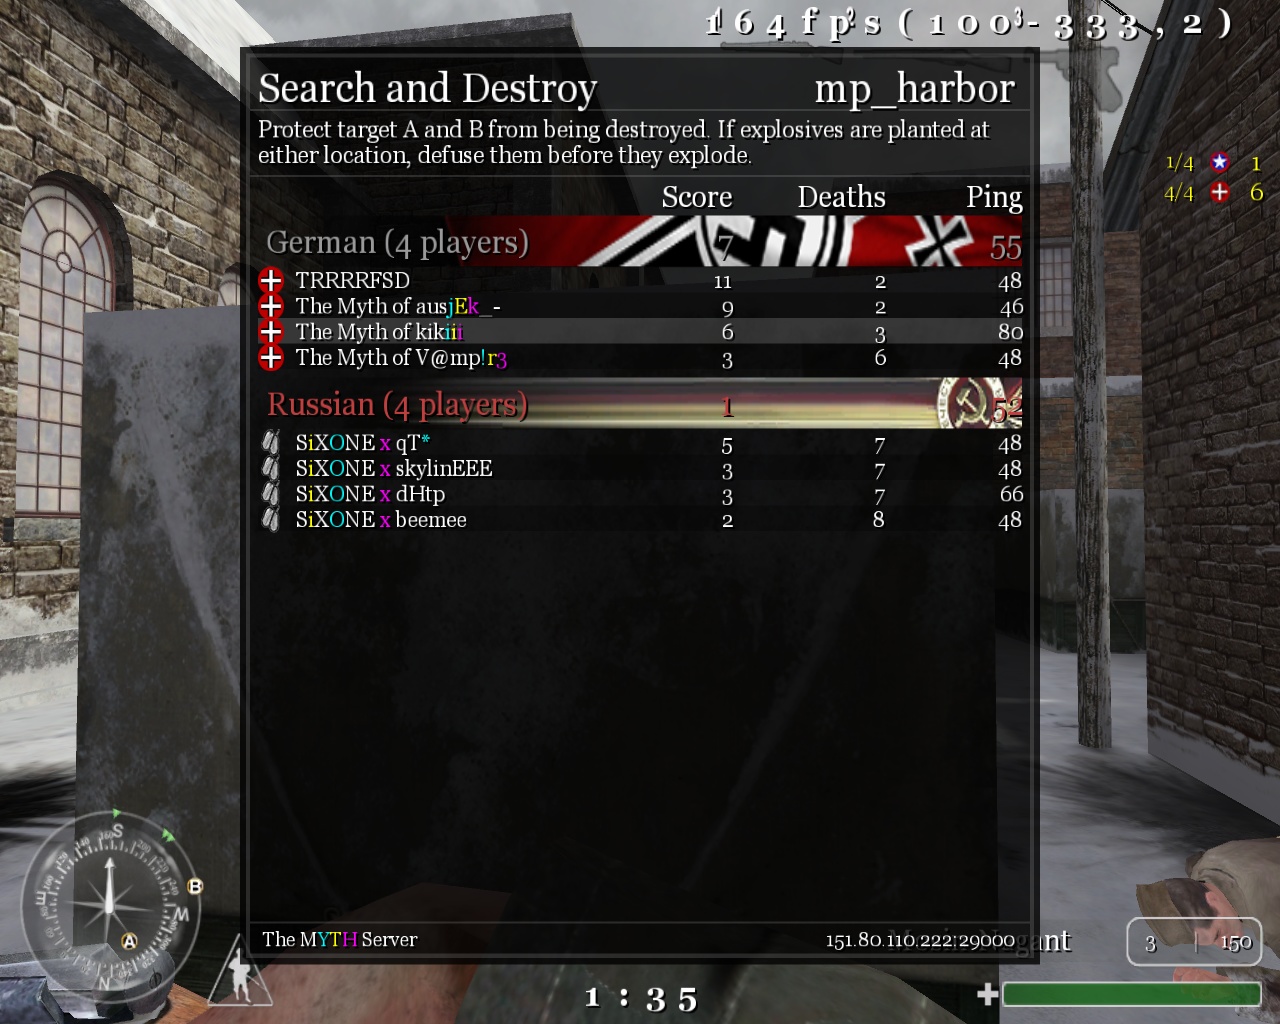 164fps(100-333,2)
Search and Destroy mp_harbor
Protect target A and B from being destroyed. If explosives are planted at
either location, defuse them before they explode.
1/4 1
4/4 6
Score Deaths Ping
German (4 players) 7 55
TRRRRFSD 11 2 48
The Myth of ausjEk_- 9 2 46
The Myth of kikiii 6 3 80
The Myth of V@mp!r3 3 6 48
Russian (4 players) 1 52
SiXONE x qT* 5 7 48
SiXONE x skylinEEE 3 7 48
SiXONE x dHtp 3 7 66
SiXONE x beemee 2 8 48
S
B
E W
A
N
The MYTH Server 151.80.110.222:29000 Mosin-Nagant
3 | 150
1:35